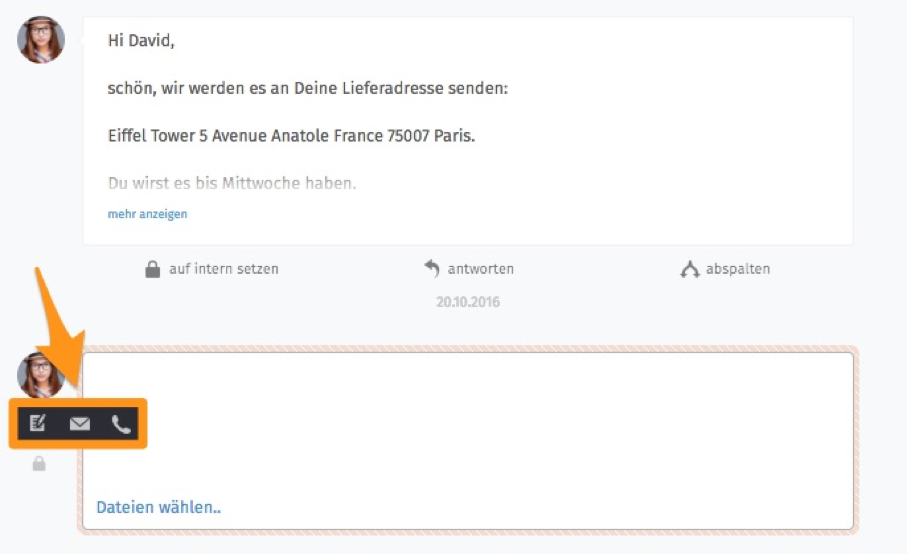 Hi David,
schön, wir werden es an Deine Lieferadresse senden:
Eiffel Tower 5 Avenue Anatole France 75007 Paris.
Du wirst es bis Mittwoche haben.
mehr anzeigen
auf intern setzen antworten abspalten
20.10.2016
Dateien wählen..